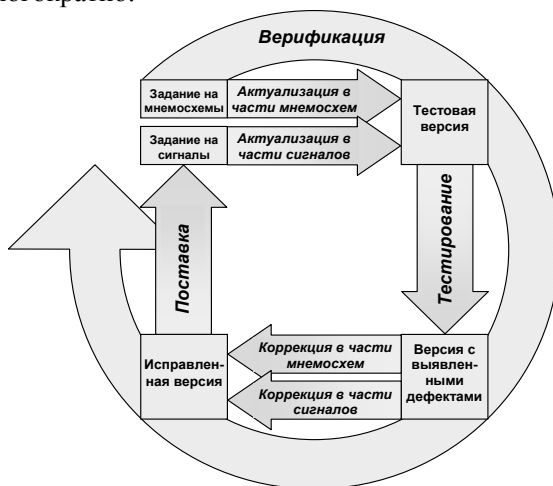 Верификация
Задание на
мнемосхемы
Актуализация в
части мнемосхем
Тестовая
версия
Задание на
сигналы
Актуализация в
части сигналов
Поставка
Тестирование
Исправлен-
ная версия
Коррекция в части
мнемосхем
Коррекция в части
сигналов
Версия с
выявлен-
ными
дефектами